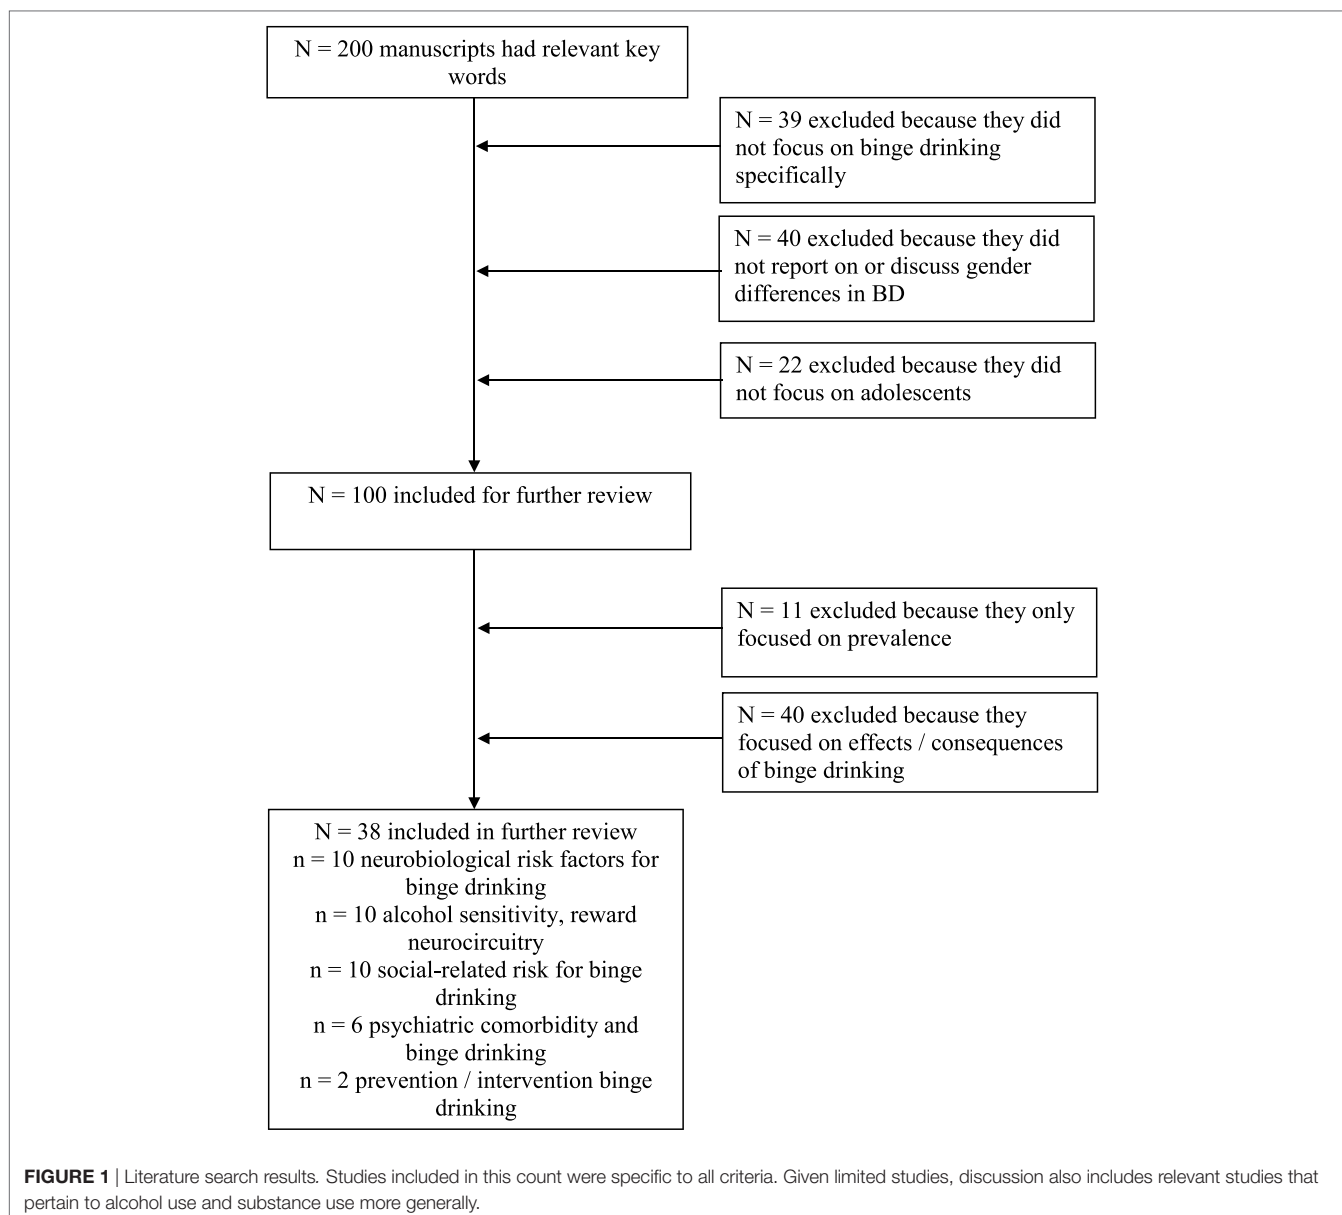 N = 200 manuscripts had relevant key
words
N = 39 excluded because they did
not focus on binge drinking
specifically
N = 40 excluded because they did
not report on or discuss gender
differences in BD
N = 22 excluded because they did
not focus on adolescents
N = 100 included for further review
N = 11 excluded because they only
focused on prevalence
N = 40 excluded because they
focused on effects / consequences
of binge drinking
N = 38 included in further review
n = 10 neurobiological risk factors for
binge drinking
n = 10 alcohol sensitivity, reward
neurocircuitry
n = 10 social-related risk for binge
drinking
n = 6 psychiatric comorbidity and
binge drinking
n = 2 prevention / intervention binge
drinking
FIGURE 1 | Literature search results. Studies included in this count were specific to all criteria. Given limited studies, discussion also includes relevant studies that
pertain to alcohol use and substance use more generally.